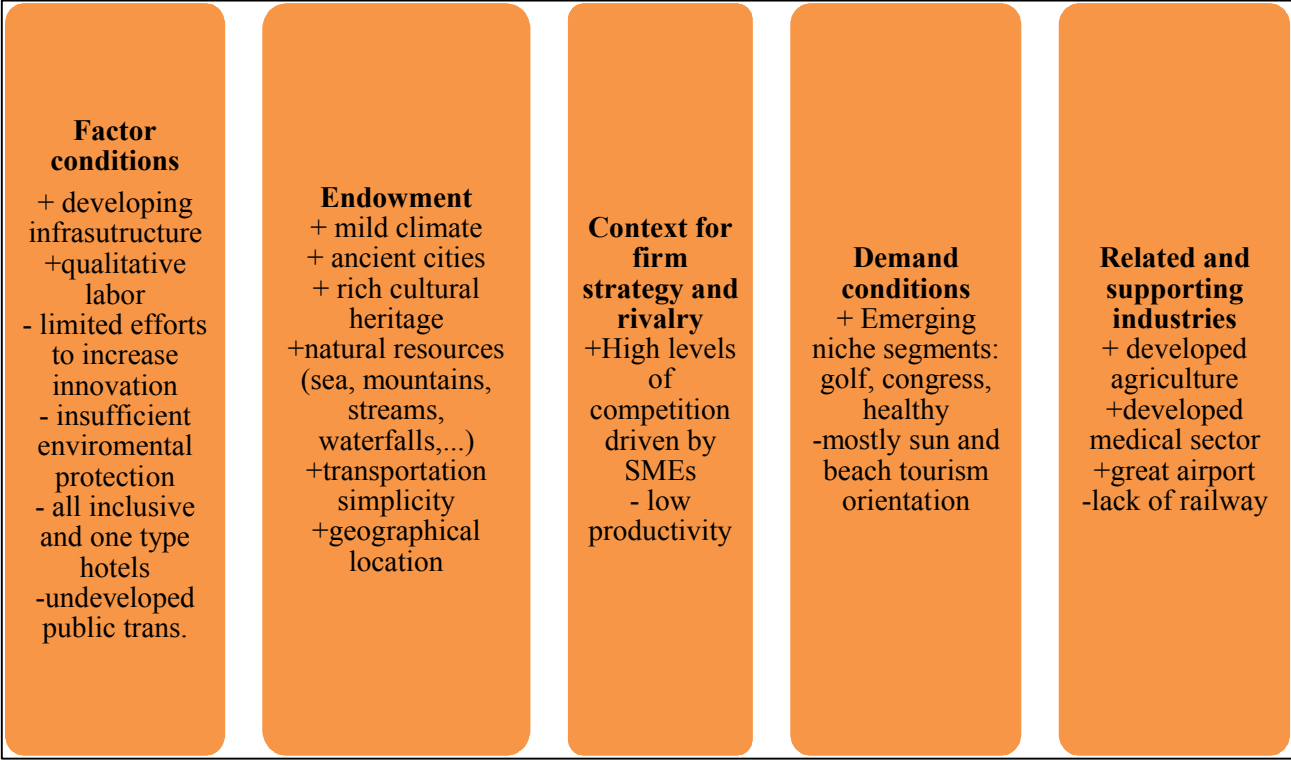 Factor
conditions
+ developing
infrasutructure
+qualitative
labor
- limited efforts
to increase
innovation
- insufficient
enviromental
protection
- all inclusive
and one type
hotels
-undeveloped
public trans.
Endowment
+ mild climate
+ ancient cities
+ rich cultural
heritage
+natural resources
(sea, mountains,
streams,
waterfalls,...)
+transportation
simplicity
+geographical
location
Context for
firm
strategy and
rivalry
+High levels
of
competition
driven by
SMEs
- low
productivity
Demand
conditions
+ Emerging
niche segments:
golf, congress,
healthy
-mostly sun and
beach tourism
orientation
Related and
supporting
industries
+ developed
agriculture
+developed
medical sector
+great airport
-lack of railway